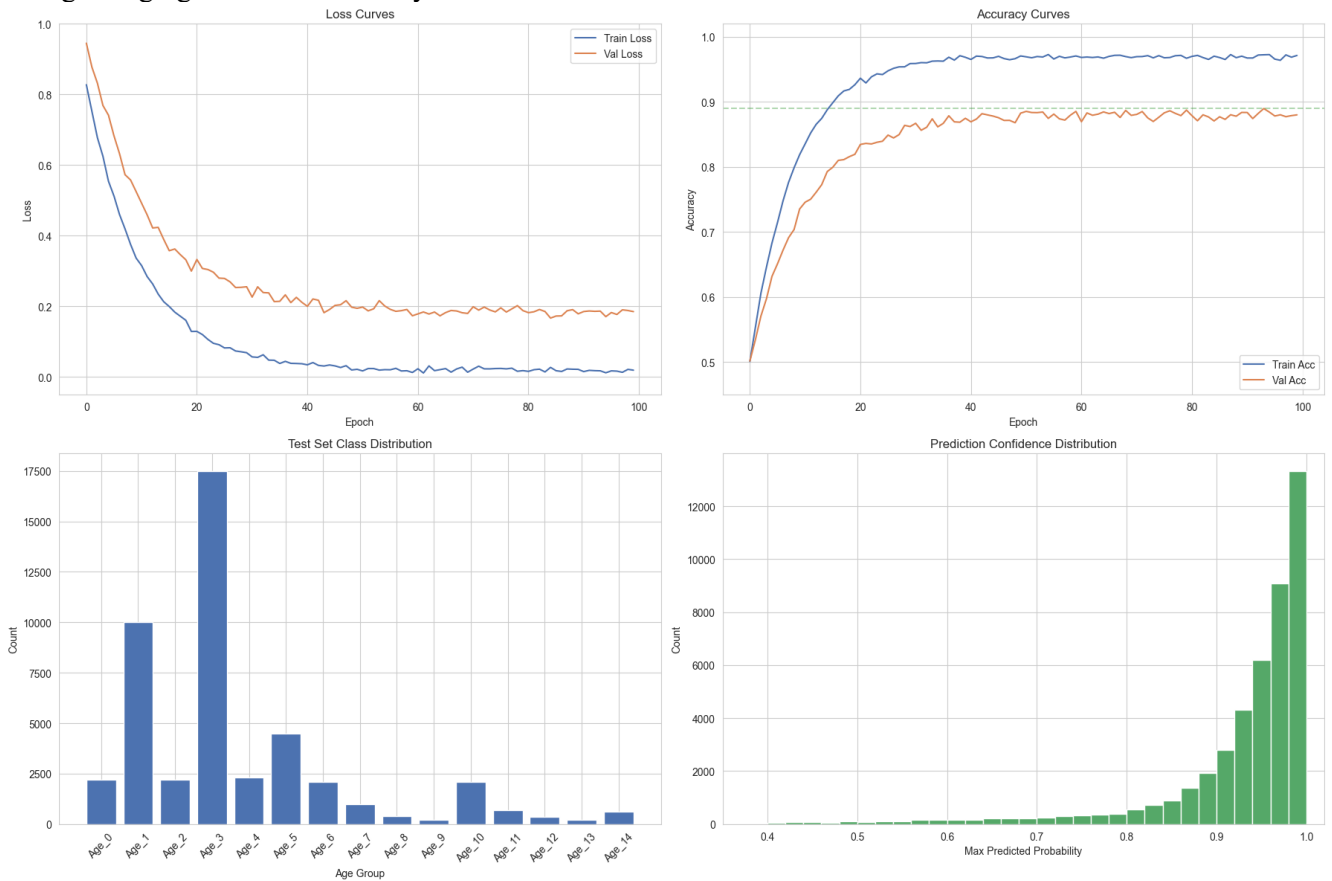 Loss Curves
1.0
0.8
0.6
0.4
0.2
0.0
Loss
Train Loss
Val Loss
0 20 40 60 80 100
Epoch
Accuracy Curves
1.0
0.9
0.8
0.7
0.6
0.5
Accuracy
Train Acc
Val Acc
0 20 40 60 80 100
Epoch
Test Set Class Distribution
17500
15000
12500
10000
7500
5000
2500
0
Count
Age_0 Age_1 Age_2 Age_3 Age_4 Age_5 Age_6 Age_7 Age_8 Age_9 Age_10 Age_11 Age_12 Age_13 Age_14
Age Group
Prediction Confidence Distribution
12000
10000
8000
6000
4000
2000
0
Count
0.4 0.5 0.6 0.7 0.8 0.9 1.0
Max Predicted Probability